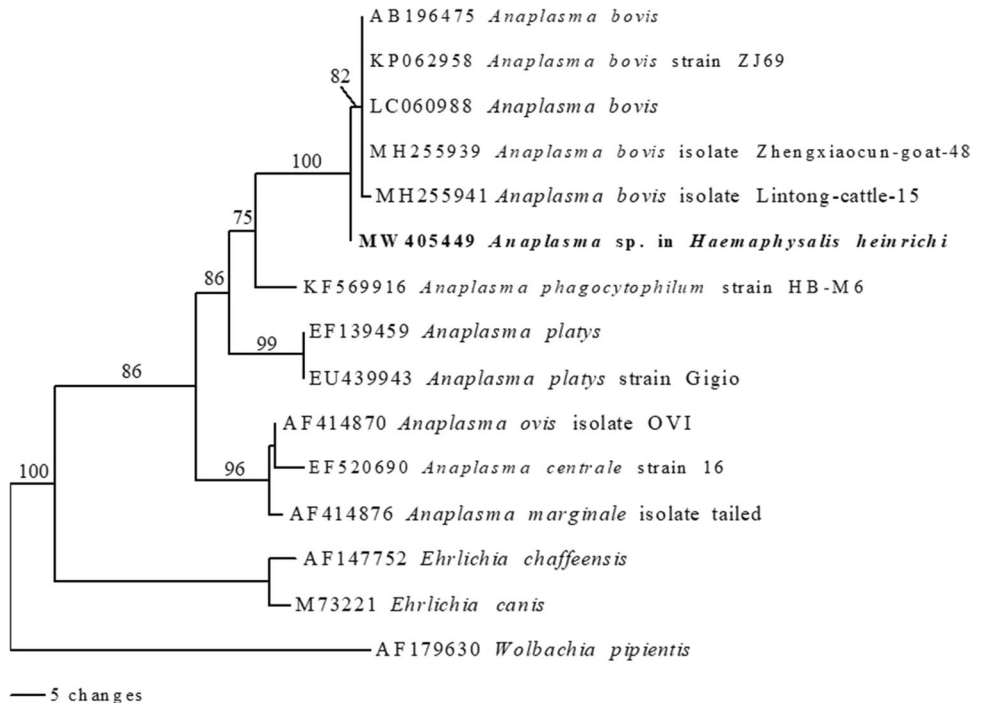 AB196475 Anaplasma bovis
KP062958 Anaplasma bovis strain ZJ69
82
LC060988 Anaplasma bovis
MH255939 Anaplasma bovis isolate Zhengxiaocun-goat-48
100
MH255941 Anaplasma bovis isolate Lintong-cattle-15
75
MW405449 Anaplasma sp. in Haemaphysalis heinrichi
86
KF569916 Anaplasma phagocytophilum strain HB-M6
EF139459 Anaplasma platys
99
EU439943 Anaplasma platys strain Gigio
86
AF414870 Anaplasma ovis isolate OVI
96
EF520690 Anaplasma centrale strain 16
100
AF414876 Anaplasma marginale isolate tailed
AF147752 Ehrlichia chaffeensis
M73221 Ehrlichia canis
AF179630 Wolbachia pipientis
5 changes